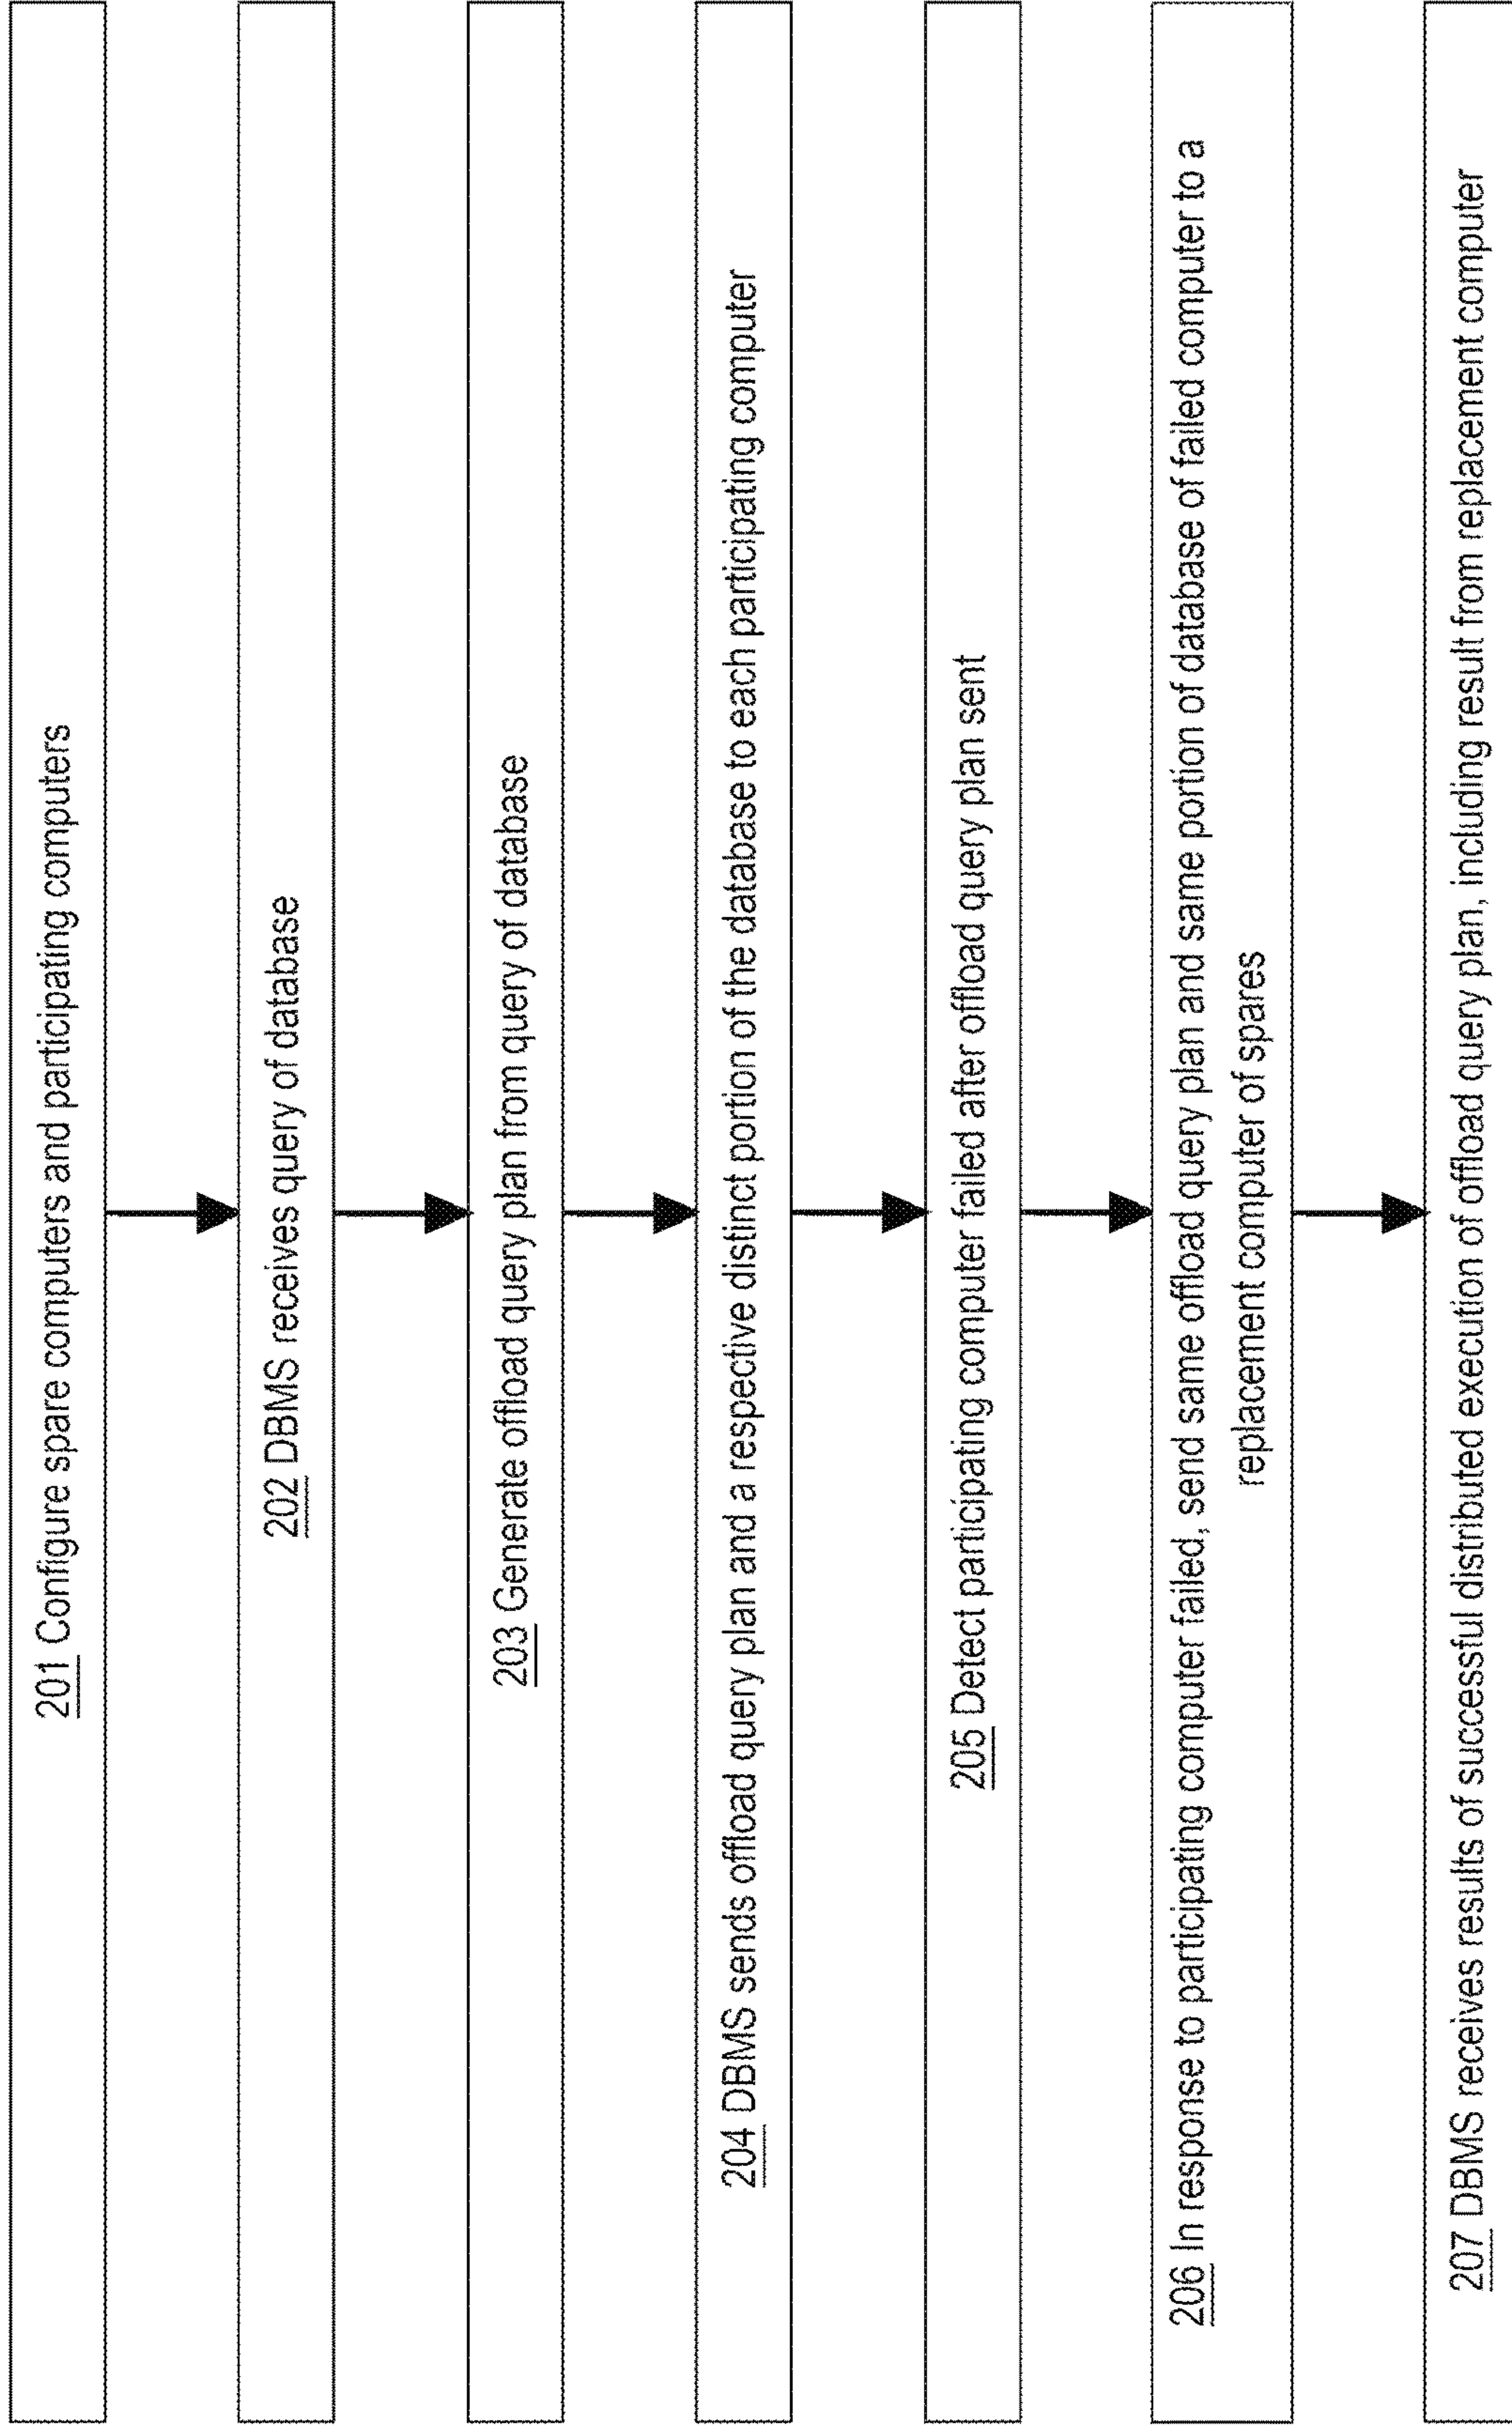 201 Configure spare computers and participating computers
202 DBMS receives query of database
203 Generate offload query plan from query of database
204 DBMS sends offload query plan and a respective distinct portion of the database to each participating computer
205 Detect participating computer failed after offload query plan sent
206 In response to participating computer failed, send same offload query plan and same portion of database of failed computer to a
replacement computer of spares
207 DBMS receives results of successful distributed execution of offload query plan, including result from replacement computer